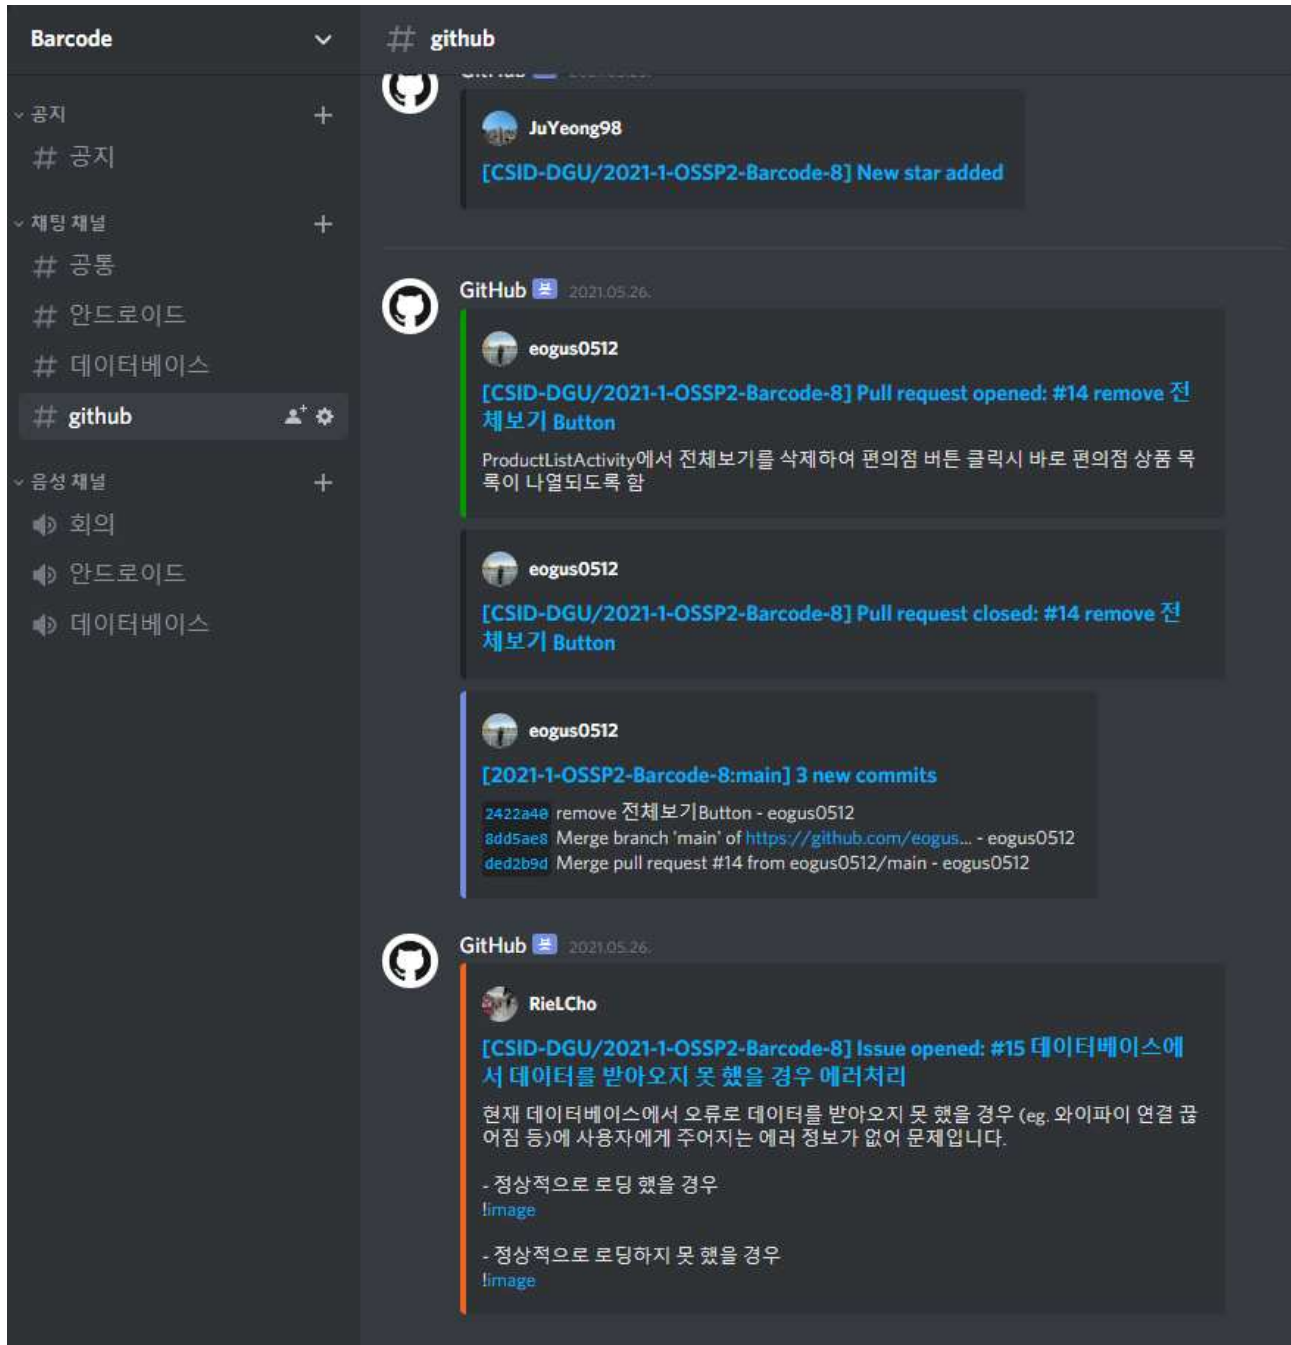 Barcode
공지
# 공지
채팅 채널
# 공통
# 안드로이드
# 데이터베이스
# github
음성 채널
회의
안드로이드
데이터베이스
# github
GitHub
JuYeong98
[CSID-DGU/2021-1-OSSP2-Barcode-8] New star added
GitHub 봇 2021.05.26.
eogus0512
[CSID-DGU/2021-1-OSSP2-Barcode-8] Pull request opened: #14 remove 전
체보기 Button
ProductListActivity에서 전체보기를 삭제하여 편의점 버튼 클릭시 바로 편의점 상품 목
록이 나열되도록 함
eogus0512
[CSID-DGU/2021-1-OSSP2-Barcode-8] Pull request closed: #14 remove 전
체보기 Button
eogus0512
[2021-1-OSSP2-Barcode-8:main] 3 new commits
2422a40 remove 전체보기Button - eogus0512
8dd5ae8 Merge branch 'main' of https://github.com/eogus... - eogus0512
ded2b9d Merge pull request #14 from eogus0512/main - eogus0512
GitHub 봇 2021.05.26.
RieLCho
[CSID-DGU/2021-1-OSSP2-Barcode-8] Issue opened: #15 데이터베이스에
서 데이터를 받아오지 못 했을 경우 에러처리
현재 데이터베이스에서 오류로 데이터를 받아오지 못 했을 경우 (eg. 와이파이 연결 끊
어짐 등)에 사용자에게 주어지는 에러 정보가 없어 문제입니다.
- 정상적으로 로딩 했을 경우
!image
- 정상적으로 로딩하지 못 했을 경우
!image